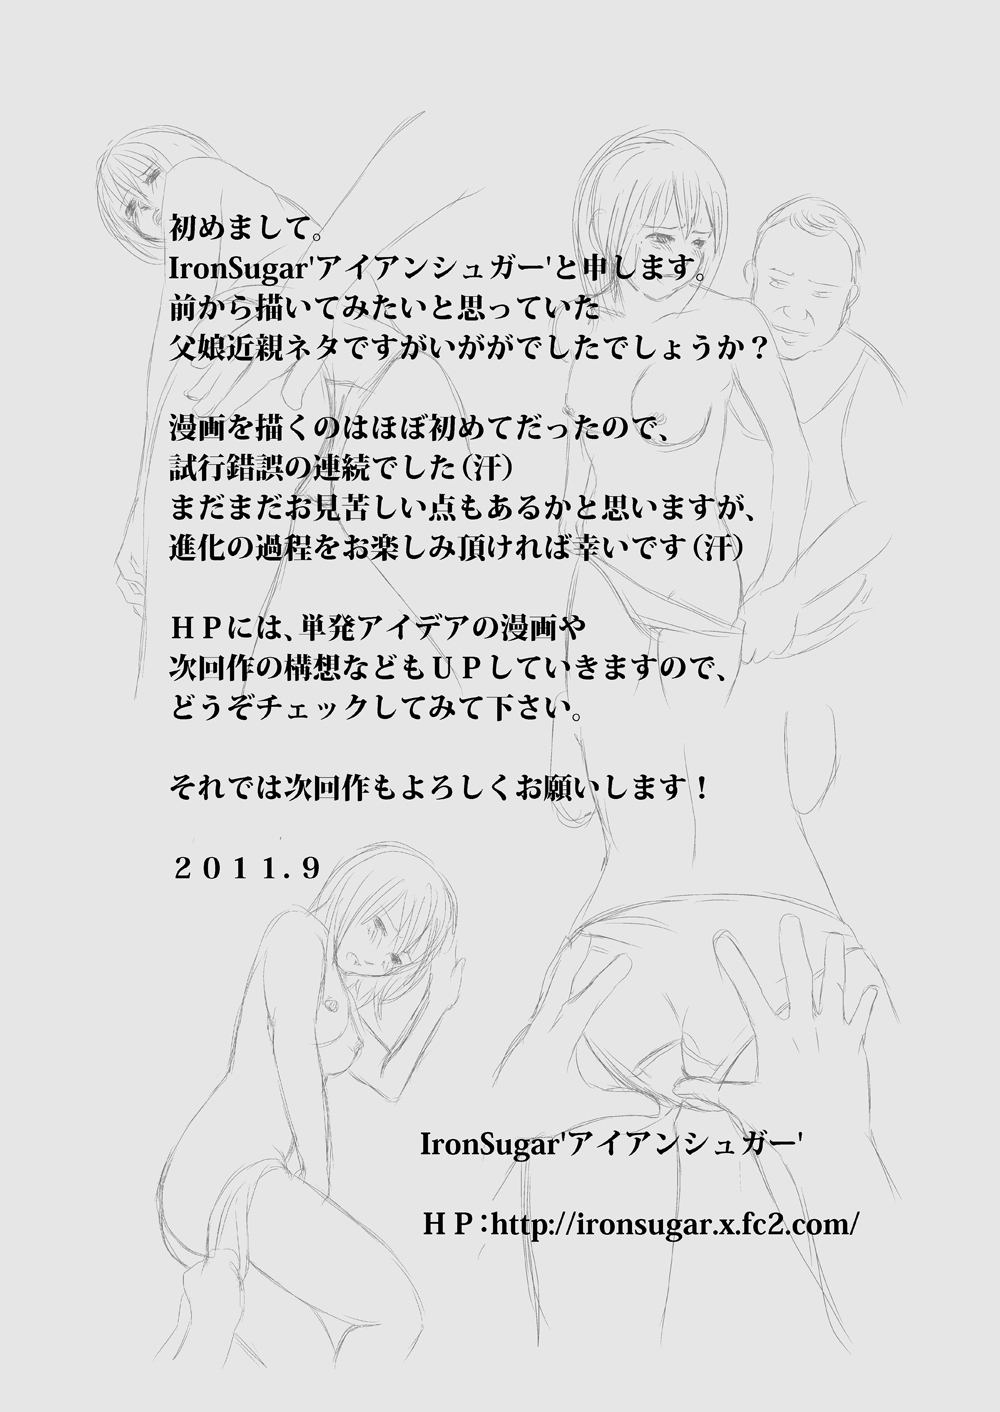 初めまして。
IronSugar'アイアンシュガー'と申します。
前から描いてみたいと思っていた
父娘近親ネタですがいががでしたでしょうか？
漫画を描くのはほぼ初めてだったので、
試行錯誤の連続でした（汗）
まだまだお見苦しい点もあるかと思いますが、
進化の過程をお楽しみ頂ければ幸いです（汗）
ＨＰには、単発アイデアの漫画や
次回作の構想などもＵＰしていきますので、
どうぞチェックしてみて下さい。
それでは次回作もよろしくお願いします！
２０１１.９
IronSugar'アイアンシュガー'
ＨＰ：http://ironsugar.x.fc2.com/